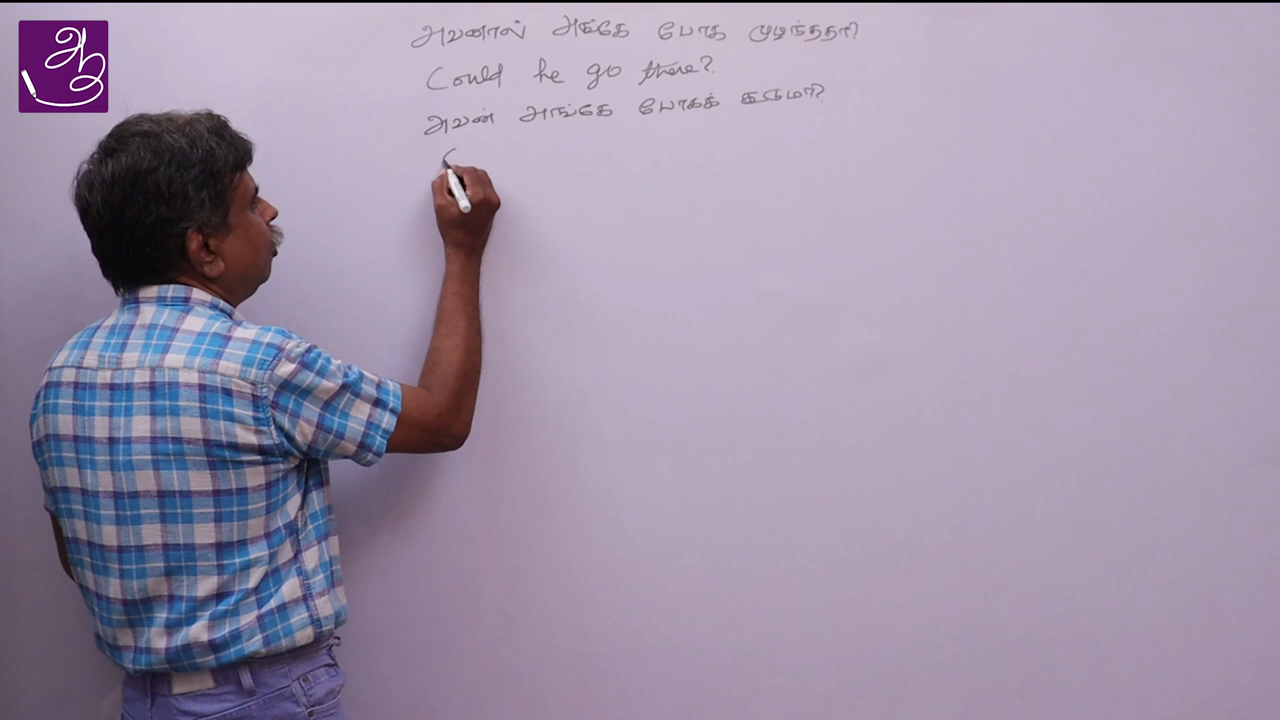 அவனால் அங்கே போக முடிந்ததா?
Could he go there?
அவன் அங்கே போகக் கூடுமா?